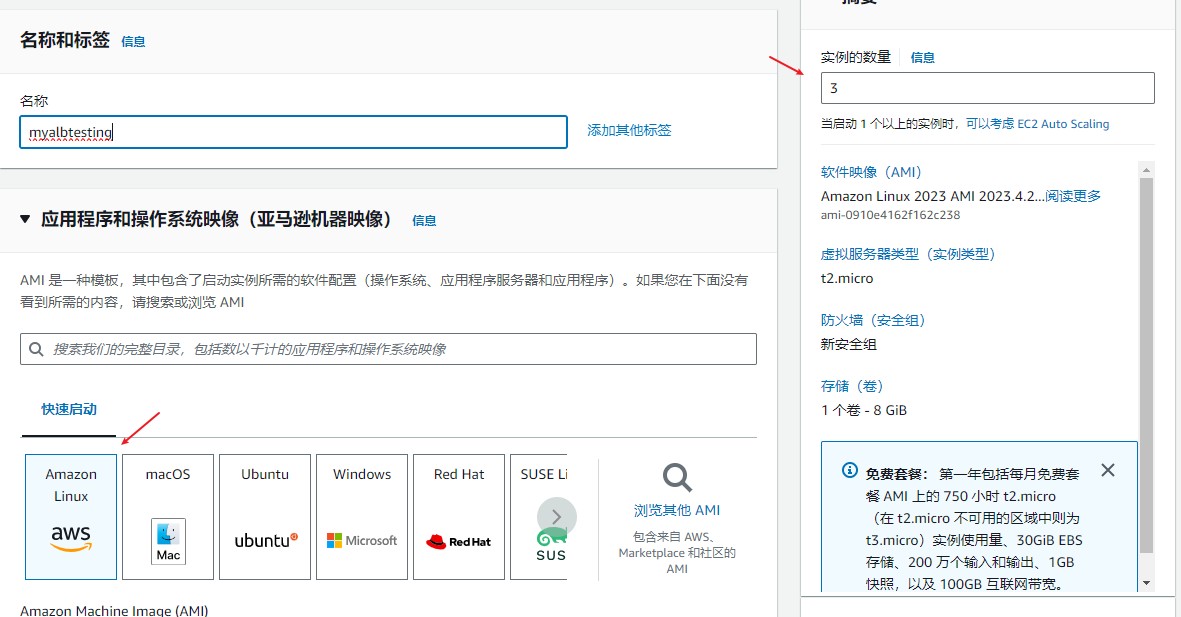 名称和标签 信息
名称
myalbtesting
添加其他标签
应用程序和操作系统映像（亚马逊机器映像） 信息
AMI 是一种模板，其中包含了启动实例所需的软件配置（操作系统、应用程序服务器和应用程序）。如果您在下面没有
看到所需的内容，请搜索或浏览 AMI
搜索我们的完整目录，包括数以千计的应用程序和操作系统映像
快速启动
Amazon
Linux
aws
macOS
Mac
Ubuntu
ubuntu
Windows
Microsoft
Red Hat
Red Hat
SUSE Li
SUS
浏览其他 AMI
包含来自 AWS、
Marketplace 和社区的
AMI
Amazon Machine Image (AMI)
摘要
实例的数量 信息
3
当启动 1 个以上的实例时，可以考虑 EC2 Auto Scaling
软件映像（AMI）
Amazon Linux 2023 AMI 2023.4.2...阅读更多
ami-0910e4162f162c238
虚拟服务器类型（实例类型）
t2.micro
防火墙（安全组）
新安全组
存储（卷）
1 个卷 - 8 GiB
免费套餐： 第一年包括每月免费套
餐 AMI 上的 750 小时 t2.micro
（在 t2.micro 不可用的区域中则为
t3.micro）实例使用量、30GiB EBS
存储、200 万个输入和输出、1GB
快照，以及 100GB 互联网带宽。